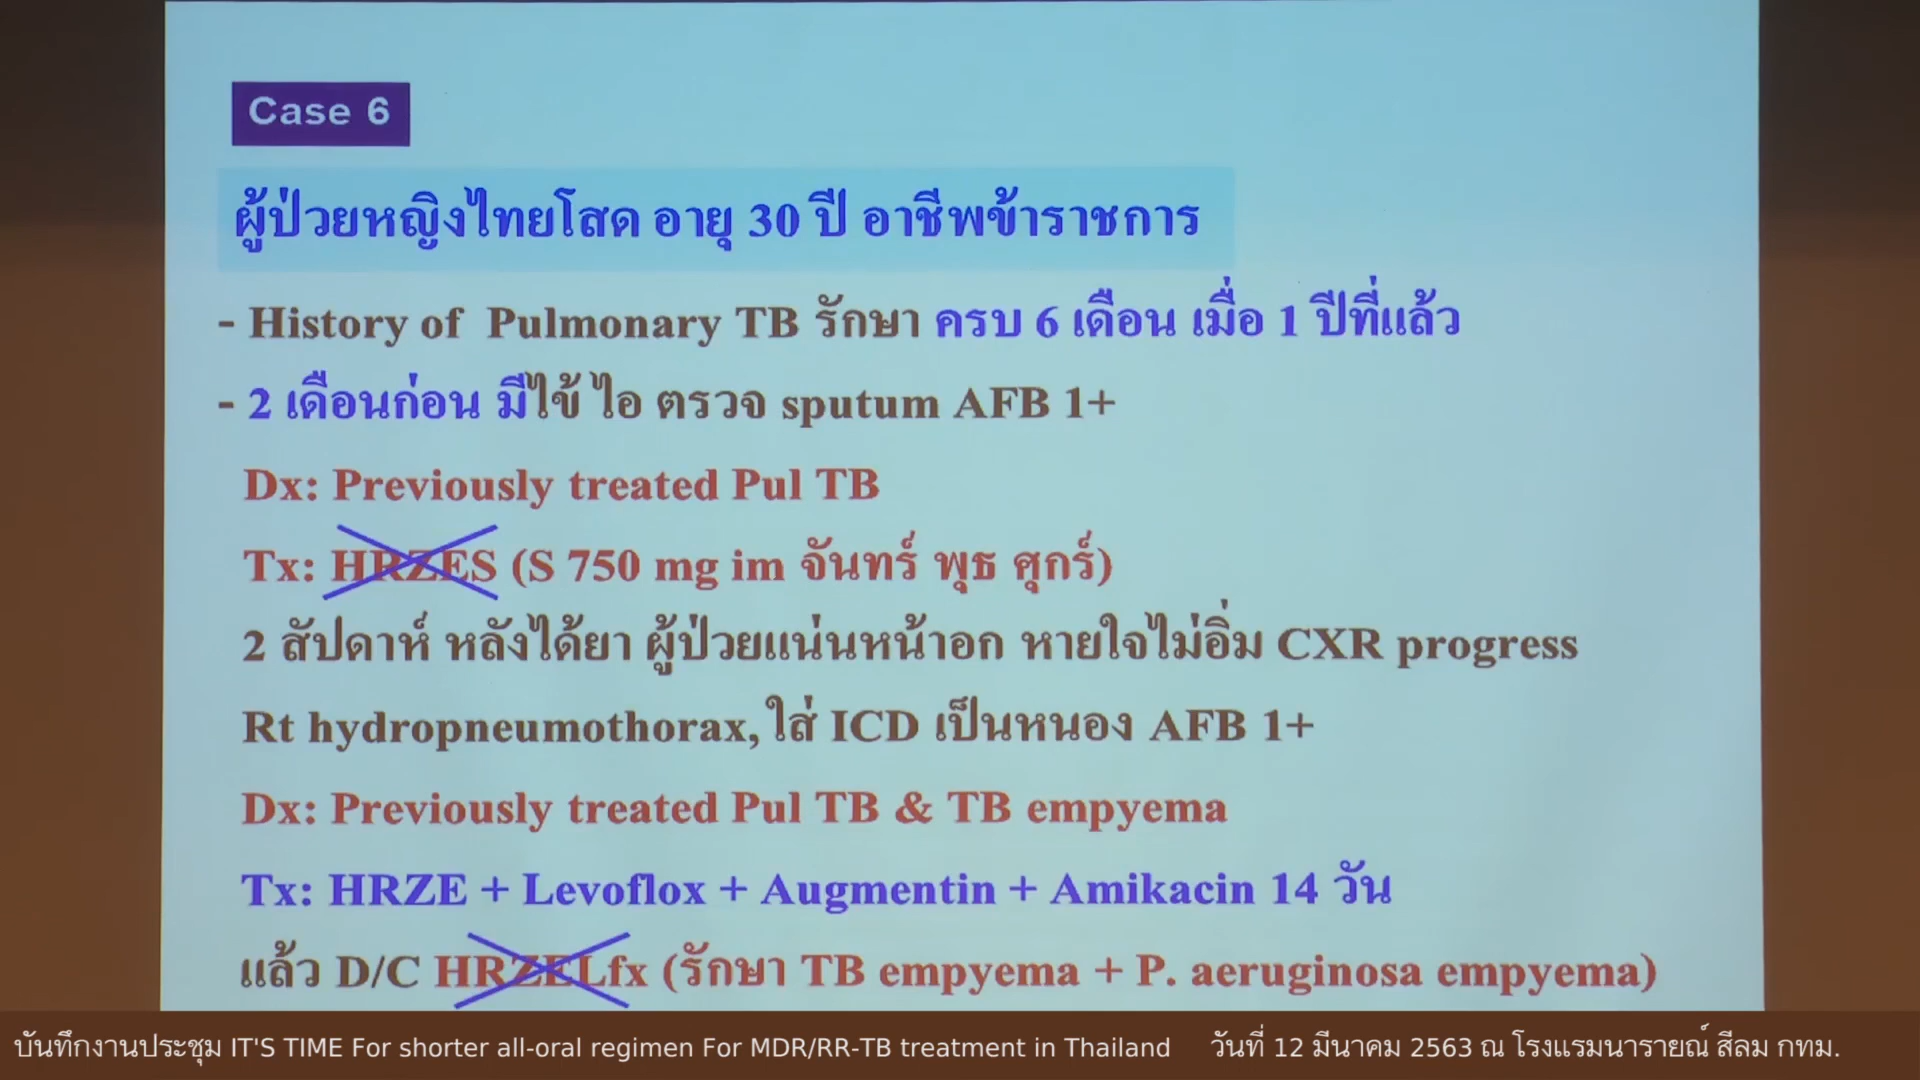 Case 6
ผู้ป่วยหญิงไทยโสด อายุ 30 ปี อาชีพข้าราชการ
- History of Pulmonary TB รักษา ครบ 6 เดือน เมื่อ 1 ปีที่แล้ว
- 2 เดือนก่อน มีไข้ ไอ ตรวจ sputum AFB 1+
Dx: Previously treated Pul TB
Tx: HRZES (S 750 mg im จันทร์ พุธ ศุกร์)
2 สัปดาห์ หลังได้ยา ผู้ป่วยแน่นหน้าอก หายใจไม่อิ่ม CXR progress
Rt hydropneumothorax, ใส่ ICD เป็นหนอง AFB 1+
Dx: Previously treated Pul TB & TB empyema
Tx: HRZE + Levoflox + Augmentin + Amikacin 14 วัน
แล้ว D/C HRZELfx (รักษา TB empyema + P. aeruginosa empyema)
บันทึกงานประชุม IT'S TIME For shorter all-oral regimen For MDR/RR-TB treatment in Thailand วันที่ 12 มีนาคม 2563 ณ โรงแรมนารายณ์ สีลม กทม.